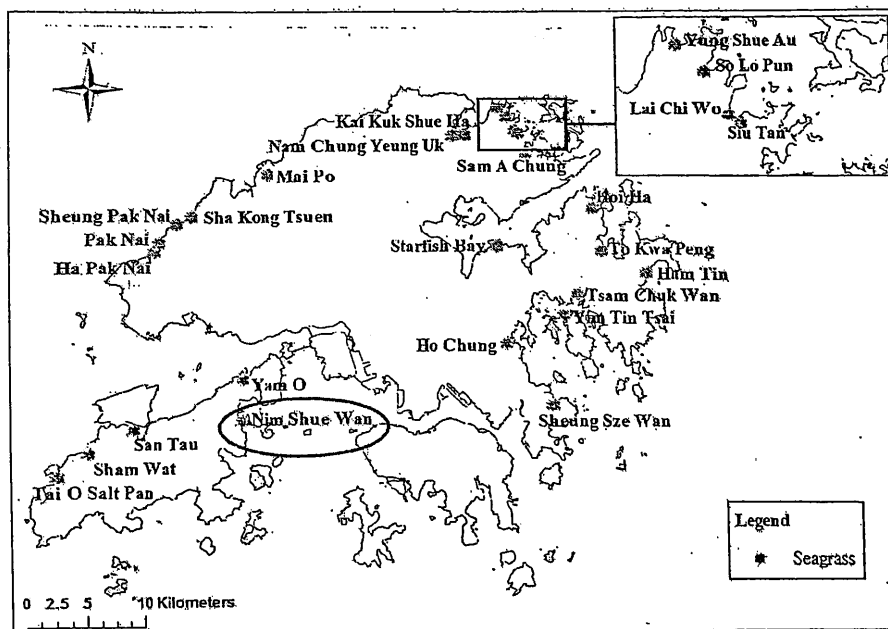 N
Yung Shue Au
So Lo Pun
Lai Chi Wo
Siu Tan
Kai Kuk Shue Ha
Nam Chung Yeung Uk
Sam A Chung
Mai Po
Sheung Pak Nai
Sha Kong Tsuen
Pak Nai
Ha Pak Nai
Hoi Ha
Starfish Bay
To Kwa Peng
Ham Tin
Tsam Chuk Wan
Yim Tin Tsai
Ho Chung
Yam O
Nim Shue Wan
Sheung Sze Wan
San Tau
Sham Wat
Tai O Salt Pan
Legend
Seagrass
0 2.5 5 10 Kilometers